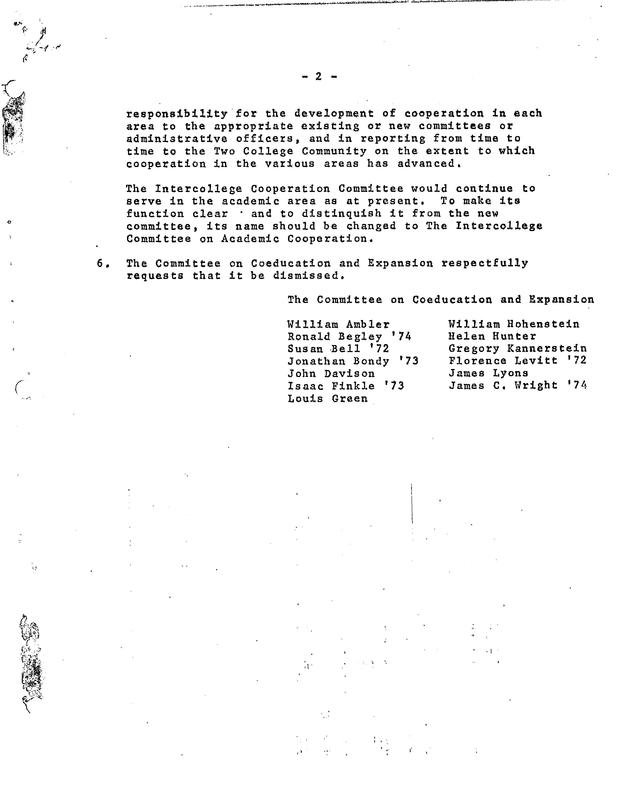 - 2 -
responsibility for the development of cooperation in each
area to the appropriate existing or new committees or
administrative officers, and in reporting from time to
time to the Two College Community on the extent to which
cooperation in the various areas has advanced.
The Intercollege Cooperation Committee would continue to
serve in the academic area as at present. To make its
function clear · and to distinquish it from the new
committee, its name should be changed to The Intercollege
Committee on Academic Cooperation.
6. The Committee on Coeducation and Expansion respectfully
requests that it be dismissed.
The Committee on Coeducation and Expansion
William Ambler
Ronald Begley '74
Susan Bell '72
Jonathan Bondy '73
John Davison
Isaac Finkle '73
Louis Green
William Hohenstein
Helen Hunter
Gregory Kannerstein
Florence Levitt '72
James Lyons
James C. Wright '74